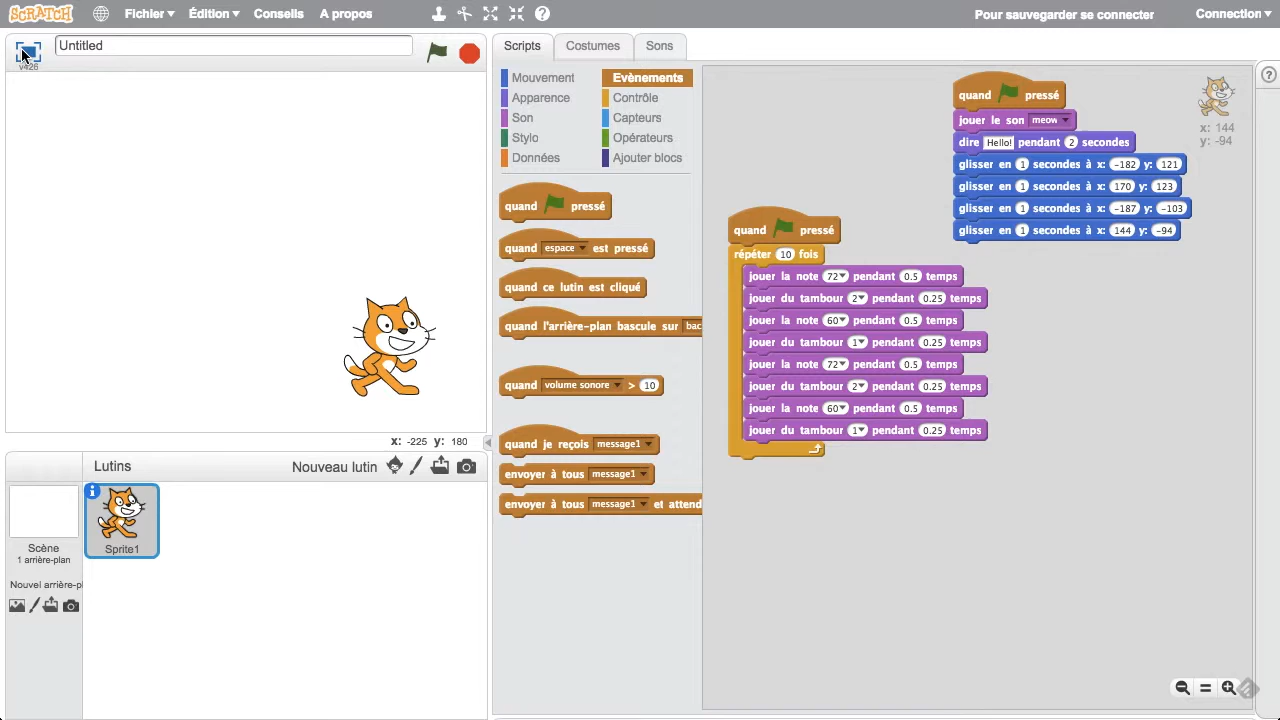 SCRATCH
Fichier Édition Conseils A propos
Pour sauvegarder se connecter
Connection
v426
Untitled
x: -225 y: 180
Lutins
Nouveau lutin
Sprite1
Scène
1 arrière-plan
Nouvel arrière-pl
Scripts Costumes Sons
Mouvement
Apparence
Son
Stylo
Données
Evènements
Contrôle
Capteurs
Opérateurs
Ajouter blocs
quand pressé
quand espace est pressé
quand ce lutin est cliqué
quand l'arrière-plan bascule sur bac
quand volume sonore > 10
quand je reçois message1
envoyer à tous message1
envoyer à tous message1 et attend
quand pressé
répéter 10 fois
jouer la note 72 pendant 0.5 temps
jouer du tambour 2 pendant 0.25 temps
jouer la note 60 pendant 0.5 temps
jouer du tambour 1 pendant 0.25 temps
jouer la note 72 pendant 0.5 temps
jouer du tambour 2 pendant 0.25 temps
jouer la note 60 pendant 0.5 temps
jouer du tambour 1 pendant 0.25 temps
quand pressé
jouer le son meow
dire Hello! pendant 2 secondes
glisser en 1 secondes à x: -182 y: 121
glisser en 1 secondes à x: 170 y: 123
glisser en 1 secondes à x: -187 y: -103
glisser en 1 secondes à x: 144 y: -94
x: 144
y: -94